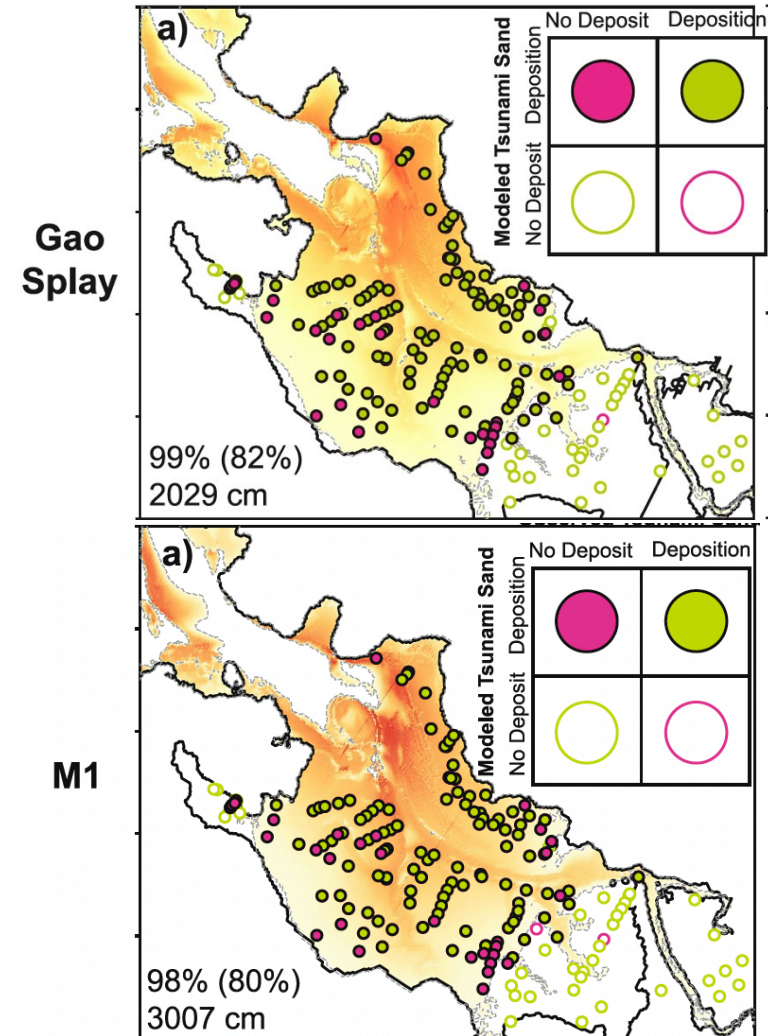 a)
No Deposit Deposition
Modeled Tsunami Sand
No Deposit Deposition
Gao
Splay
99% (82%)
2029 cm
a)
No Deposit Deposition
Modeled Tsunami Sand
No Deposit Deposition
M1
98% (80%)
3007 cm